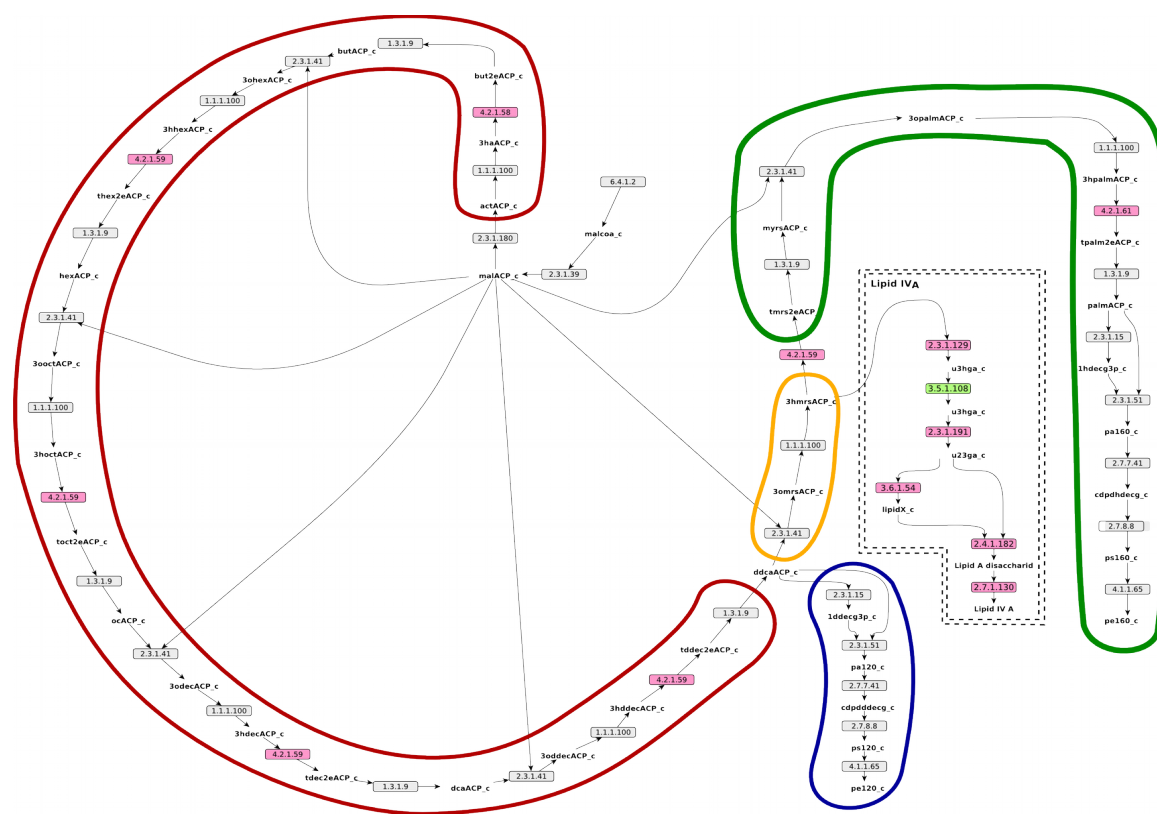 1.3.1.9
butACP_c
2.3.1.41
3ohexACP_c
1.1.1.100
3hhexACP_c
4.2.1.59
thex2eACP_c
1.3.1.9
hexACP_c
2.3.1.41
3ooctACP_c
1.1.1.100
3hoctACP_c
4.2.1.59
toct2eACP_c
1.3.1.9
ocACP_c
2.3.1.41
3odecACP_c
1.1.1.100
3hdecACP_c
4.2.1.59
tdec2eACP_c
1.3.1.9
dcaACP_c
2.3.1.41
3oddecACP_c
1.1.1.100
3hddecACP_c
4.2.1.59
tddec2eACP_c
1.3.1.9
but2eACP_c
4.2.1.58
3haACP_c
1.1.1.100
actACP_c
2.3.1.180
malACP_c
6.4.1.2
malcoa_c
2.3.1.39
ddcaACP_c
2.3.1.41
3omrsACP_c
1.1.1.100
3hmrsACP_c
4.2.1.59
tmrs2eACP
1.3.1.9
myrsACP_c
2.3.1.41
3opalmACP_c
1.1.1.100
3hpalmACP_c
4.2.1.61
tpalm2eACP_c
1.3.1.9
palmACP_c
2.3.1.15
1hdecg3p_c
2.3.1.51
pa160_c
2.7.7.41
cdpdhdecg_c
2.7.8.8
ps160_c
4.1.1.65
pe160_c
Lipid IVA
2.3.1.129
u3hga_c
3.5.1.108
u3hga_c
2.3.1.191
u23ga_c
3.6.1.54
lipidX_c
2.4.1.182
Lipid A disaccharid
2.7.1.130
Lipid IV A
2.3.1.15
1ddecg3p_c
2.3.1.51
pa120_c
2.7.7.41
cdpdddecg_c
2.7.8.8
ps120_c
4.1.1.65
pe120_c